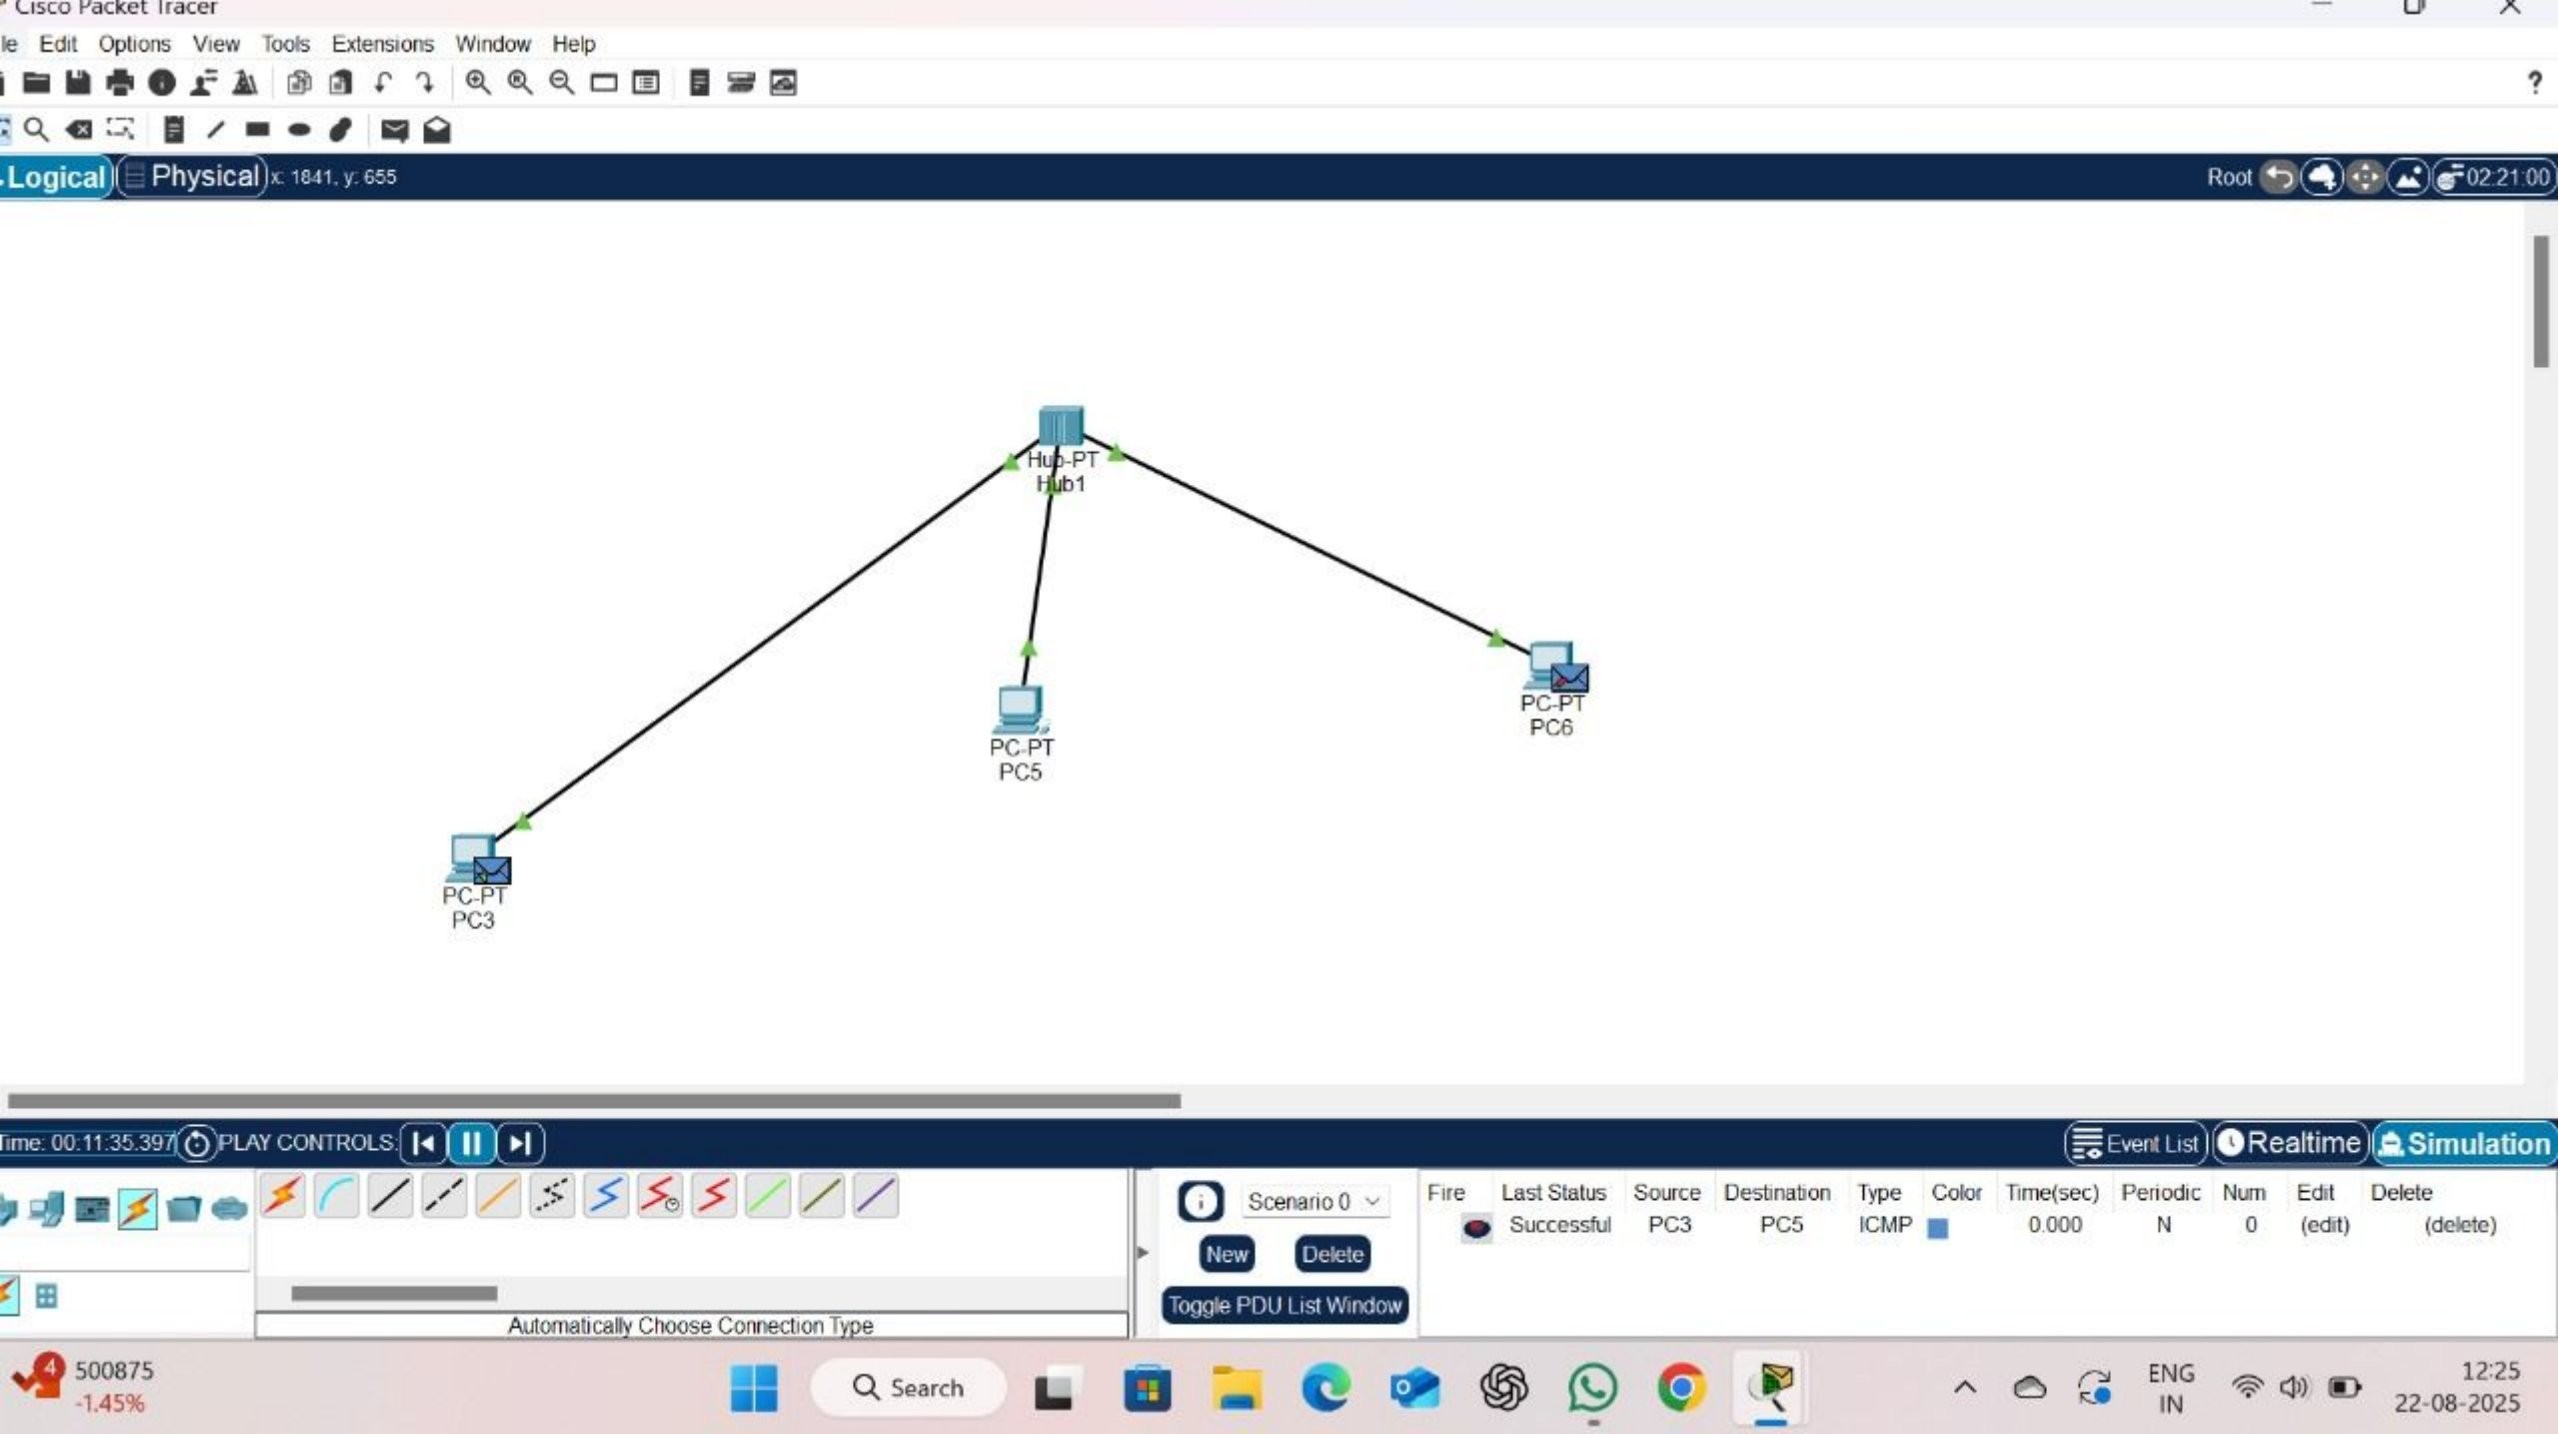 Cisco Packet Tracer
le Edit Options View Tools Extensions Window Help
?
Logical Physical x: 1841, y: 655 Root 02:21:00
Hub-PT
Hub1
PC-PT
PC6
PC-PT
PC5
PC-PT
PC3
Time: 00:11:35.397 PLAY CONTROLS: Event List Realtime Simulation
Scenario 0
New Delete
Toggle PDU List Window
Fire Last Status Source Destination Type Color Time(sec) Periodic Num Edit Delete
Successful PC3 PC5 ICMP 0.000 N 0 (edit) (delete)
Automatically Choose Connection Type
4 500875
-1.45%
Search
ENG
IN
12:25
22-08-2025